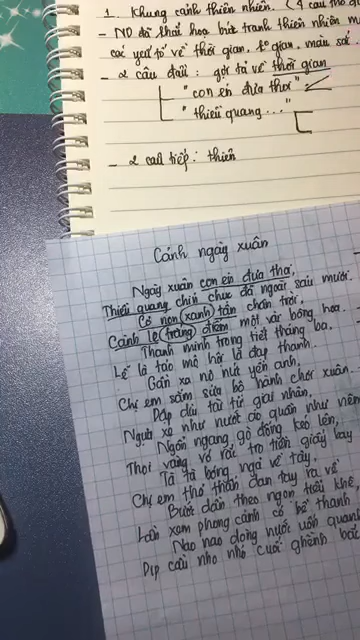 1. Khung cảnh thiên nhiên. (4 câu thơ
- ND đã khắc hoạ bức tranh thiên nhiên
các yếu tố về thời gian, k° gian, màu sắc
- 2 câu đầu: gợi tả về thời gian
"con én đưa thoi"
"thiều quang..."
- 2 câu tiếp: thiên
Cảnh ngày xuân
Ngày xuân con én đưa thoi,
Thiều quang chín chục đã ngoài sáu mươi.
Cỏ non xanh tận chân trời,
Cành lê trắng điểm một vài bông hoa.
Thanh minh trong tiết tháng ba,
Lễ là tảo mộ hội là đạp thanh.
Gần xa nô nức yến anh,
Chị em sắm sửa bộ hành chơi xuân.
Dập dìu tài tử giai nhân,
Ngựa xe như nước áo quần như nêm
Ngổn ngang gò đống kéo lên,
Thoi vàng vó rắc tro tiền giấy bay
Tà tà bóng ngả về tây,
Chị em thơ thẩn dan tay ra về
Bước dần theo ngọn tiểu khê,
Lần xem phong cảnh có bề thanh
Nao nao dòng nước uốn quanh
Dịp cầu nho nhỏ cuối ghềnh bắc